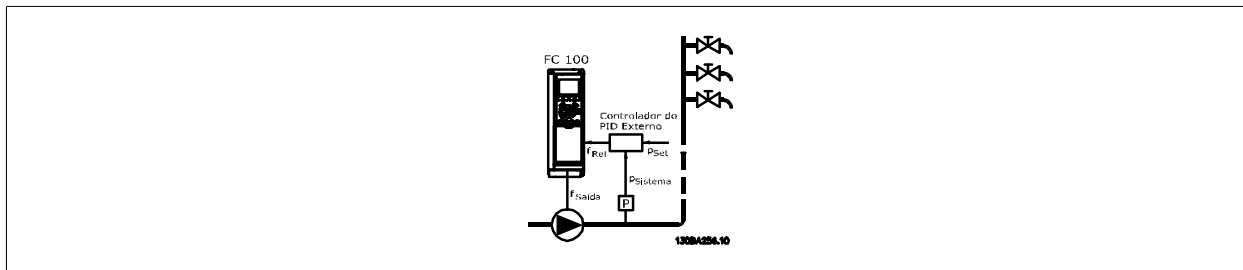 FC 100
Controlador do
PID Externo
fRef
pSet
pSistema
fSaída
P
130BA256.10